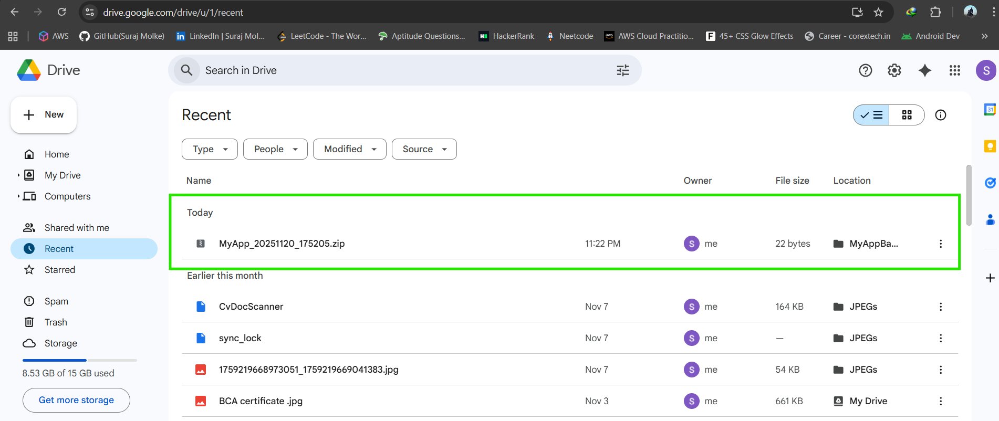 drive.google.com/drive/u/1/recent
AWS GitHub(Suraj Molke) LinkedIn | Suraj Mol... LeetCode - The Wor... Aptitude Questions... HackerRank Neetcode AWS Cloud Practitio... 45+ CSS Glow Effects Career - corextech.in Android Dev
Drive
Search in Drive
S
New
Home
My Drive
Computers
Shared with me
Recent
Starred
Spam
Trash
Storage
8.53 GB of 15 GB used
Get more storage
Recent
Type People Modified Source
Name Owner File size Location
Today
MyApp_20251120_175205.zip 11:22 PM S me 22 bytes MyAppBa...
Earlier this month
CvDocScanner Nov 7 S me 164 KB JPEGs
sync_lock Nov 7 S me — JPEGs
1759219668973051_1759219669041383.jpg Nov 7 S me 54 KB JPEGs
BCA certificate .jpg Nov 3 S me 661 KB My Drive
31